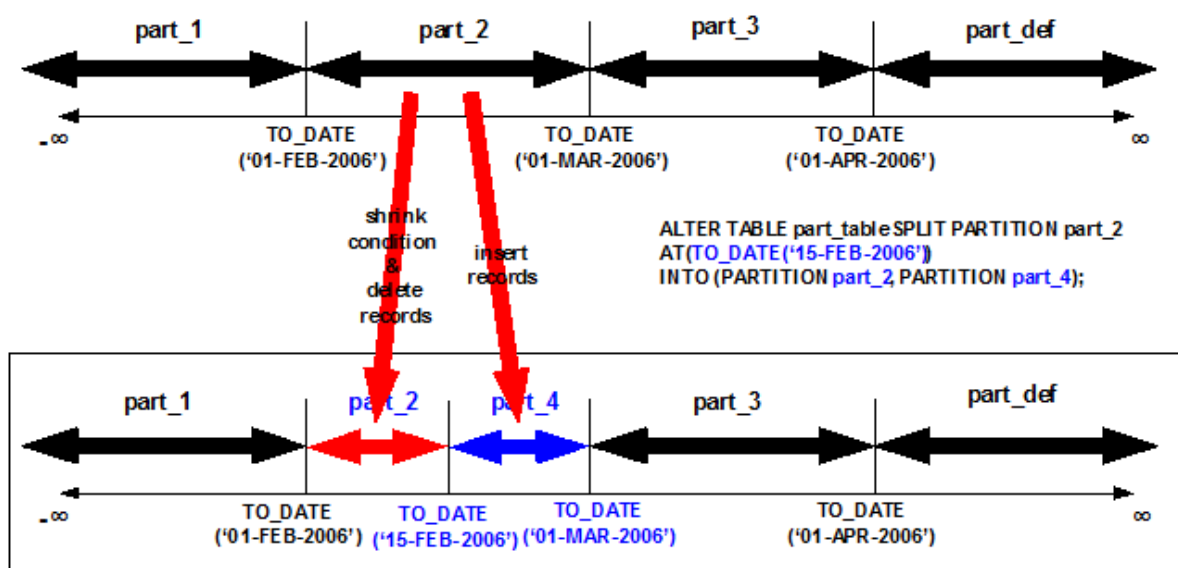 part_1
part_2
part_3
part_def
-∞
TO_DATE
(‘01-FEB-2006’)
TO_DATE
(‘01-MAR-2006’)
TO_DATE
(‘01-APR-2006’)
∞
shrink
condition
&
delete
records
insert
records
ALTER TABLE part_table SPLIT PARTITION part_2
AT(TO_DATE(‘15-FEB-2006’))
INTO (PARTITION part_2, PARTITION part_4);
part_1
part_2
part_4
part_3
part_def
-∞
TO_DATE
(‘01-FEB-2006’)
TO_DATE
(‘15-FEB-2006’)
TO_DATE
(‘01-MAR-2006’)
TO_DATE
(‘01-APR-2006’)
∞